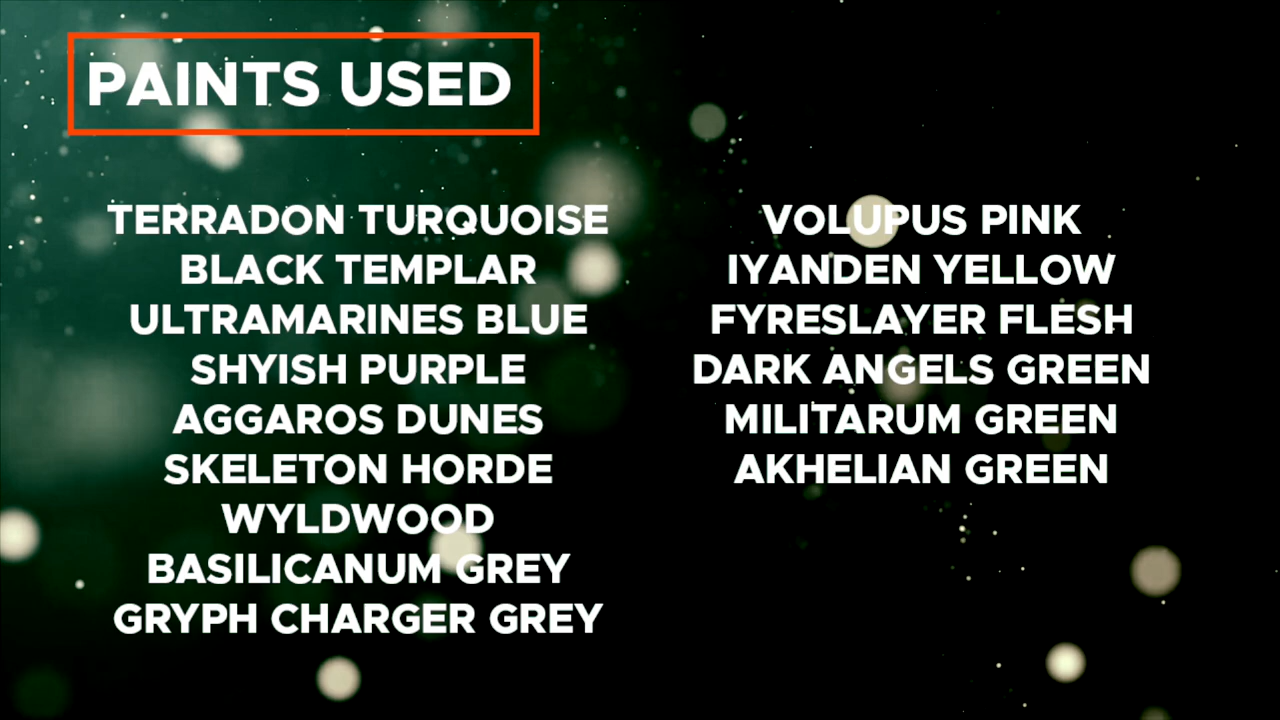 PAINTS USED
TERRADON TURQUOISE
BLACK TEMPLAR
ULTRAMARINES BLUE
SHYISH PURPLE
AGGAROS DUNES
SKELETON HORDE
WYLDWOOD
BASILICANUM GREY
GRYPH CHARGER GREY
VOLUPUS PINK
IYANDEN YELLOW
FYRESLAYER FLESH
DARK ANGELS GREEN
MILITARUM GREEN
AKHELIAN GREEN